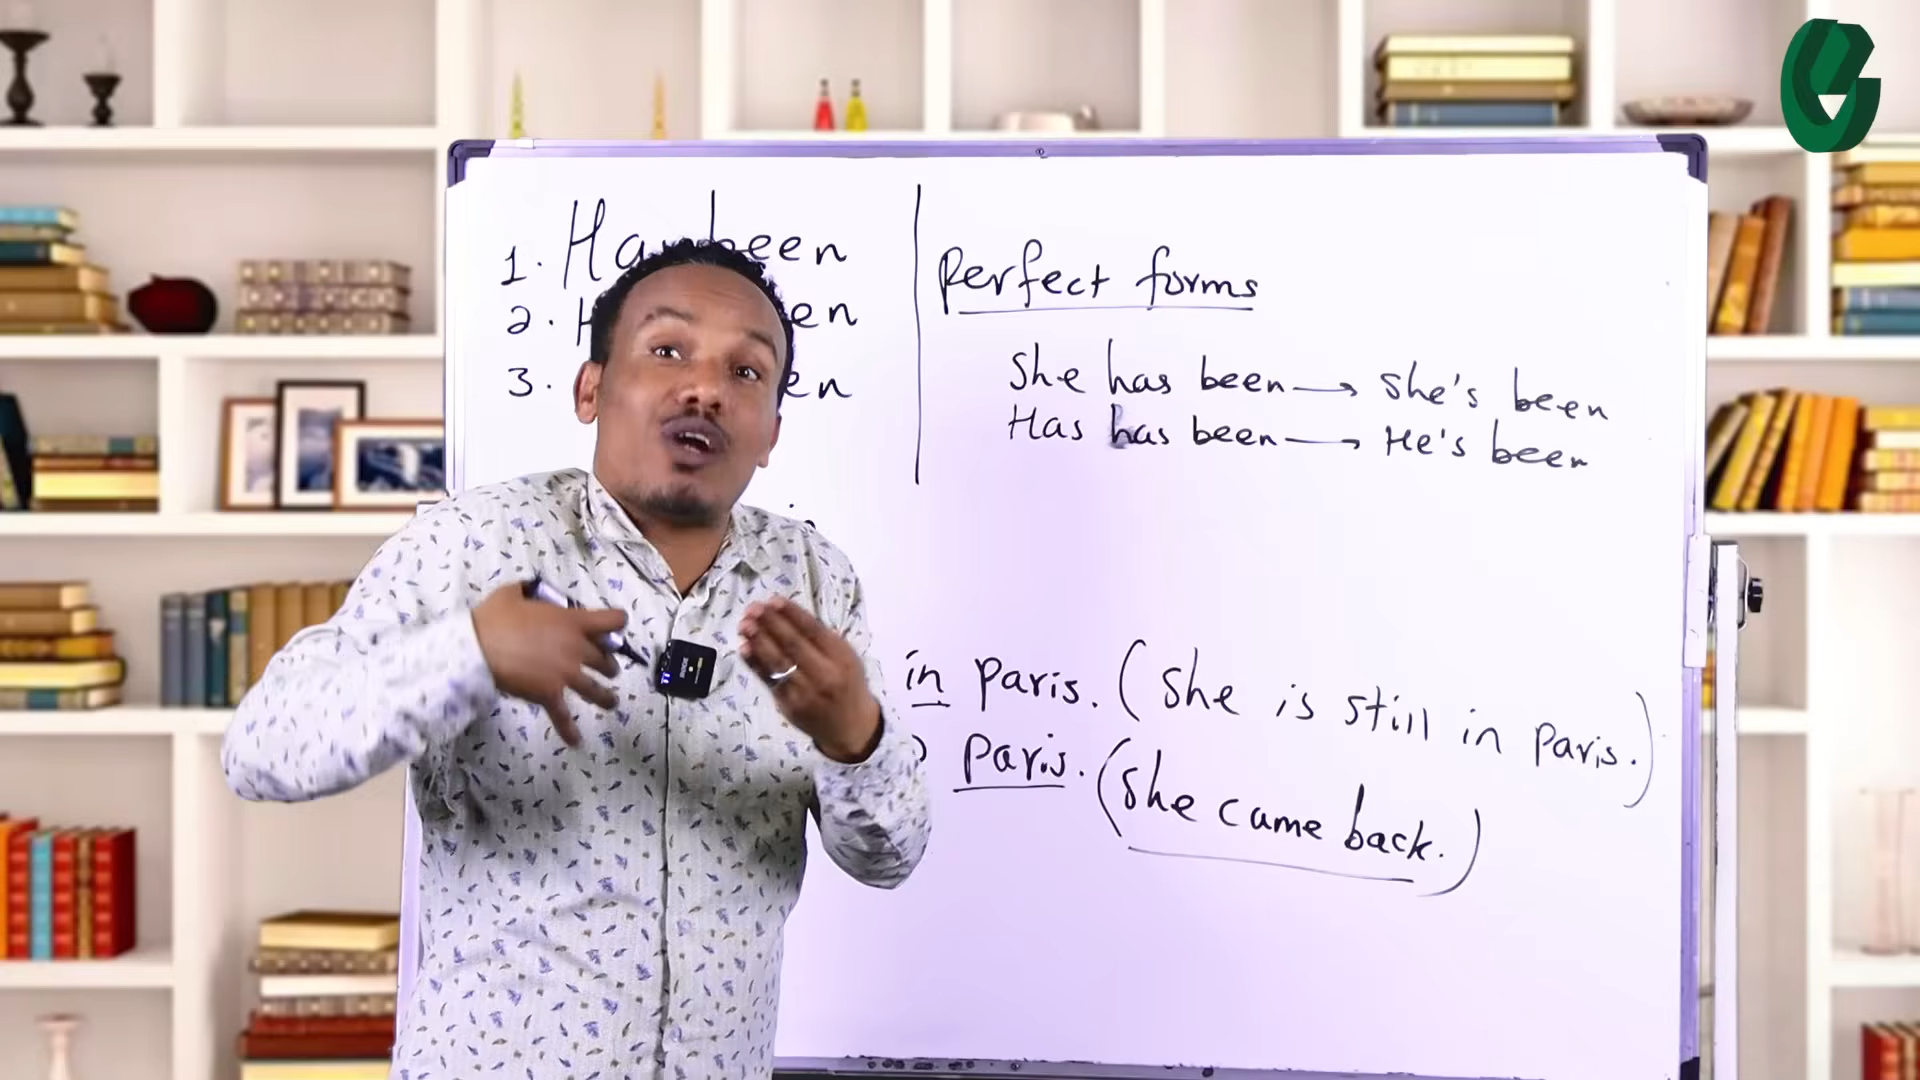 1. Ha been
2. H en
3. en
Perfect forms
She has been → she's been
Has has been → He's been
in Paris. (She is still in Paris.)
Paris. (She came back.)